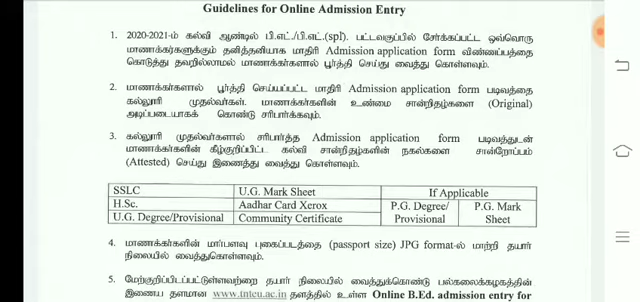 Guidelines for Online Admission Entry
1. 2020-2021-ம் கல்வி ஆண்டில் பி.எட்./பி.எட்.(spl). பட்டவகுப்பில் சேர்க்கப்பட்ட ஒவ்வொரு
மாணாக்கர்களுக்கும் தனித்தனியாக மாதிரி Admission application form விண்ணப்பத்தை
கொடுத்து தவறில்லாமல் மாணாக்கர்களால் பூர்த்தி செய்து வைத்து கொள்ளவும்.
2. மாணாக்கர்களால் பூர்த்தி செய்யப்பட்ட மாதிரி Admission application form படிவத்தை
கல்லூரி முதல்வர்கள். மாணாக்கர்களின் உண்மை சான்றிதழ்களை (Original)
அடிப்படையாகக் கொண்டு சரிபார்க்கவும்.
3. கல்லூரி முதல்வர்களால் சரிபார்த்த Admission application form படிவத்துடன்
மாணாக்கர்களின் கீழ்குறிப்பிட்ட கல்வி சான்றிதழ்களின் நகல்களை சான்றோப்பம்
(Attested) செய்து இணைத்து வைத்து கொள்ளவும்.
SSLC U.G. Mark Sheet If Applicable
H.Sc. Aadhar Card Xerox P.G. Degree/ P.G. Mark
U.G. Degree/Provisional Community Certificate Provisional Sheet
4. மாணாக்கர்களின் மார்பளவு புகைப்படத்தை (passport size) JPG format-ல் மாற்றி தயார்
நிலையில் வைத்துகொள்ளவும்.
5. மேற்குறிப்பிடப்பட்டுள்ளவற்றை தயார் நிலையில் வைத்துக்கொண்டு பல்கலைக்கழகத்தின்
இணைய தளமான www.tnteu.ac.in தளத்தில் உள்ள Online B.Ed. admission entry for